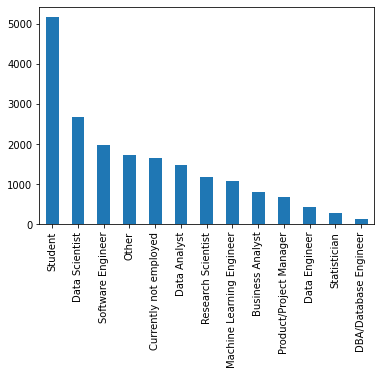 5000
4000
3000
2000
1000
0
Student
Data Scientist
Software Engineer
Other
Currently not employed
Data Analyst
Research Scientist
Machine Learning Engineer
Business Analyst
Product/Project Manager
Data Engineer
Statistician
DBA/Database Engineer